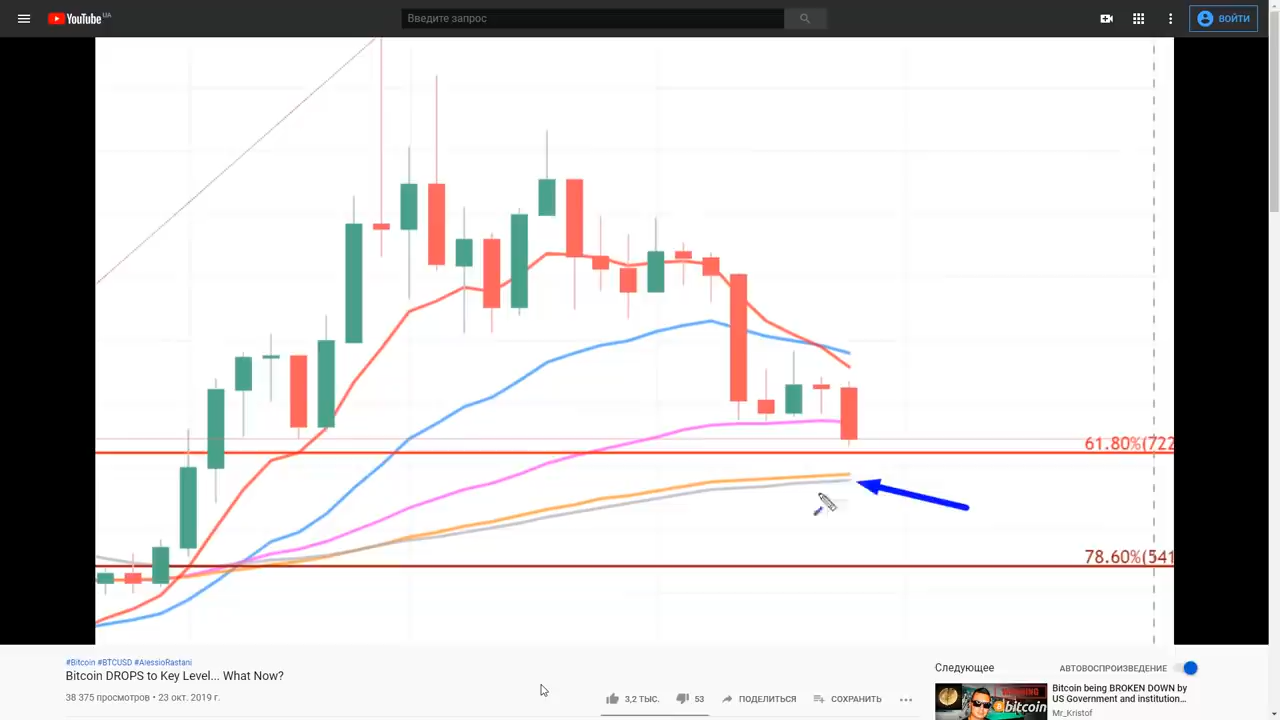 YouTube UA
Введите запрос
ВОЙТИ
61.80%(722
78.60%(541
#Bitcoin #BTCUSD #AlessioRastani
Bitcoin DROPS to Key Level... What Now?
38 375 просмотров • 23 окт. 2019 г.
3,2 ТЫС.
53
ПОДЕЛИТЬСЯ
СОХРАНИТЬ
Следующее
АВТОВОСПРОИЗВЕДЕНИЕ
Bitcoin being BROKEN DOWN by
US Government and institution...
Mr_Kristof
bitcoin